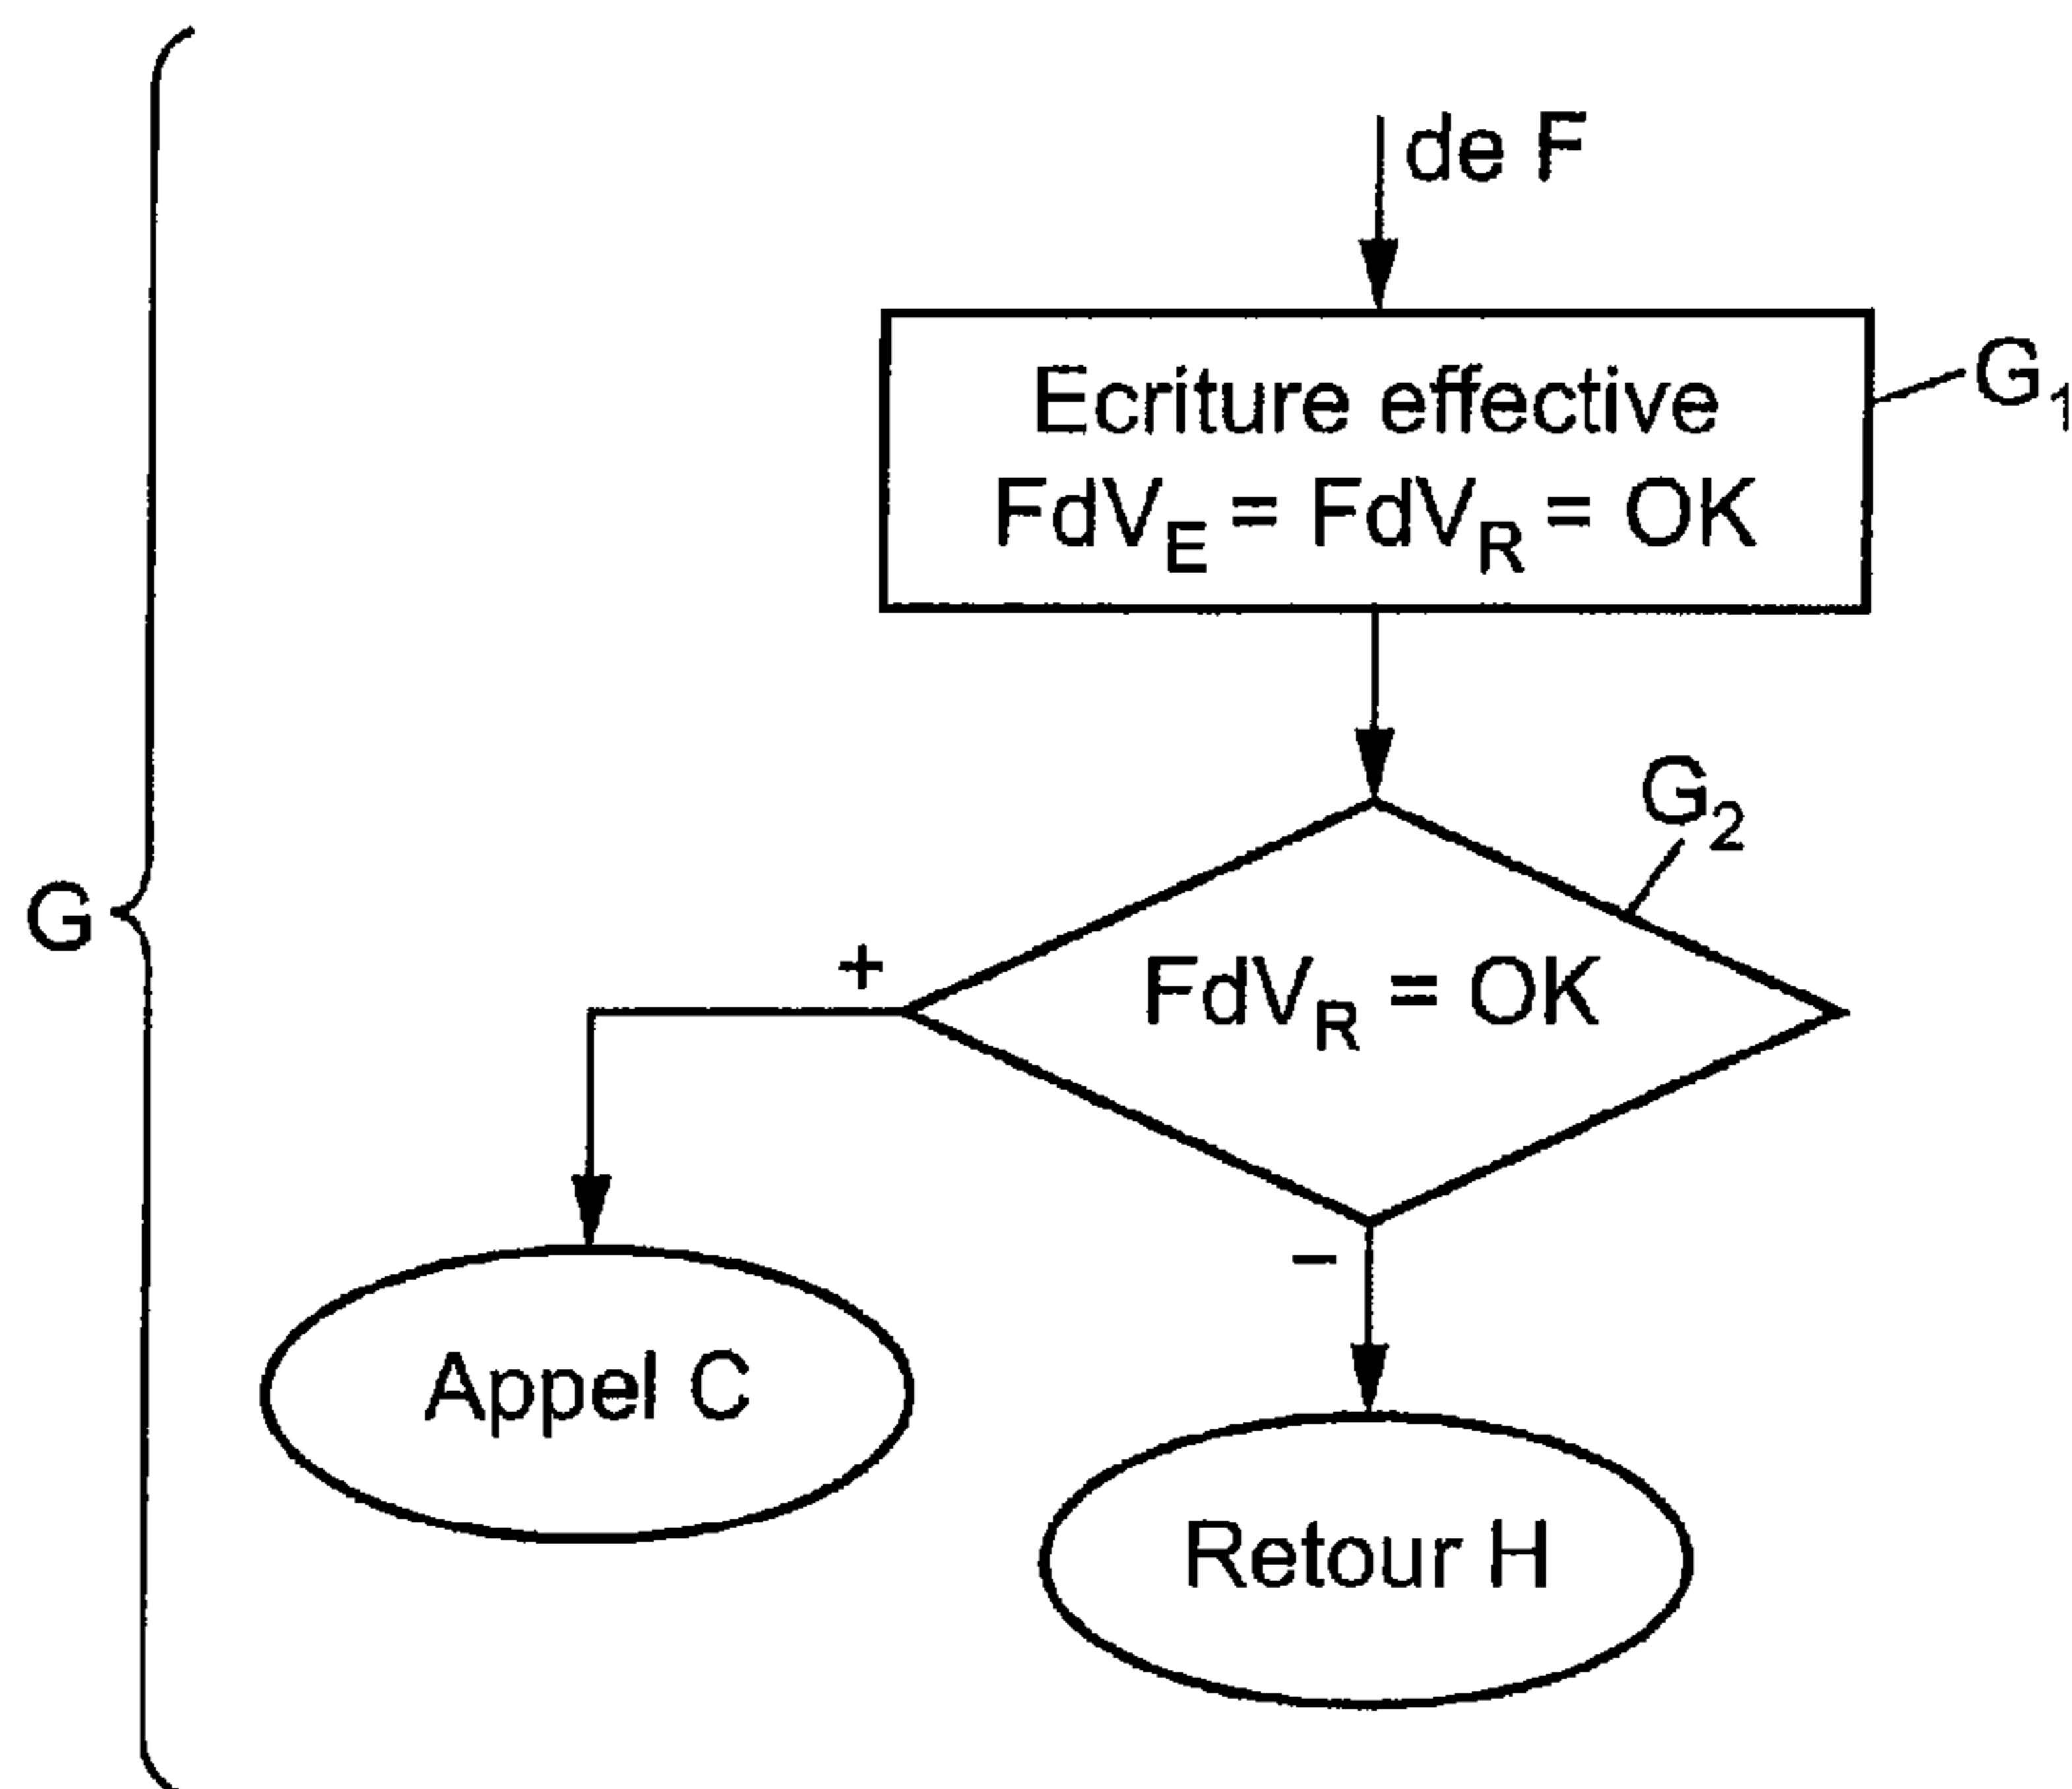 de F
Ecriture effective
FdV_E = FdV_R = OK
G₁
G₂
G
FdV_R = OK
+
−
Appel C
Retour H